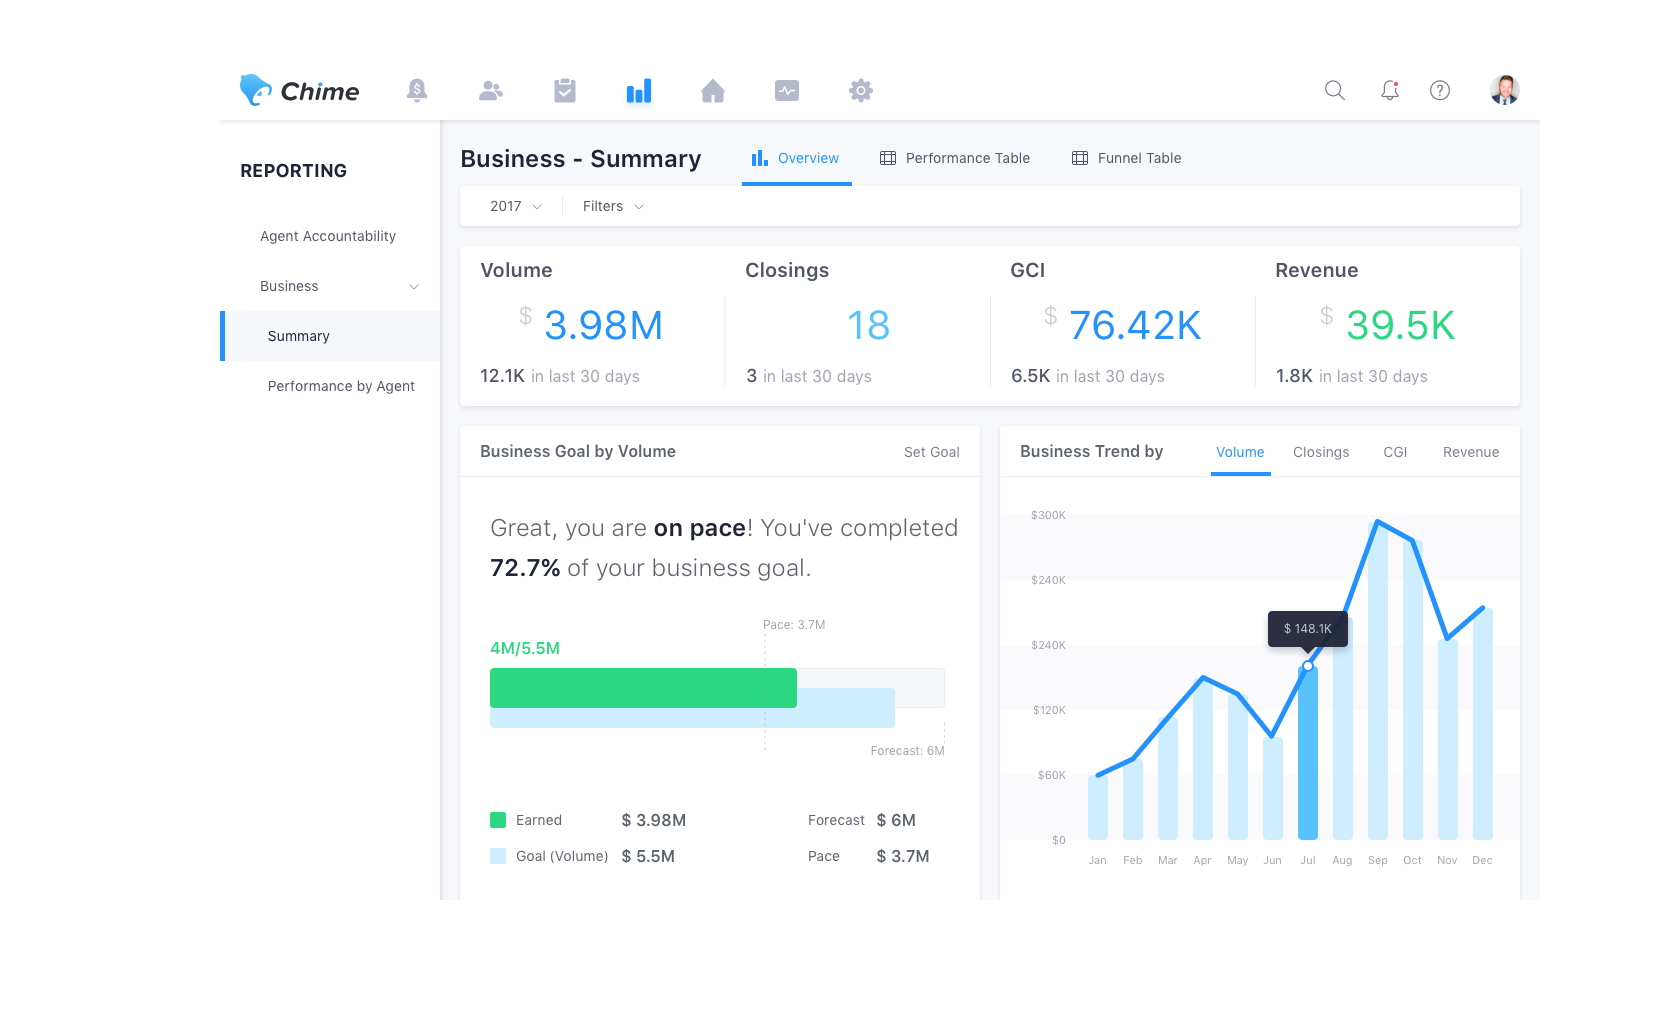 Chime
REPORTING
Agent Accountability
Business
Summary
Performance by Agent
Business - Summary
Overview
Performance Table
Funnel Table
2017
Filters
Volume
$ 3.98M
12.1K in last 30 days
Closings
18
3 in last 30 days
GCI
$ 76.42K
6.5K in last 30 days
Revenue
$ 39.5K
1.8K in last 30 days
Business Goal by Volume
Set Goal
Great, you are on pace! You've completed
72.7% of your business goal.
Pace: 3.7M
4M/5.5M
Forecast: 6M
Earned $ 3.98M
Forecast $ 6M
Goal (Volume) $ 5.5M
Pace $ 3.7M
Business Trend by
Volume
Closings
CGI
Revenue
$300K
$240K
$240K
$120K
$60K
$0
$ 148.1K
Jan Feb Mar Apr May Jun Jul Aug Sep Oct Nov Dec